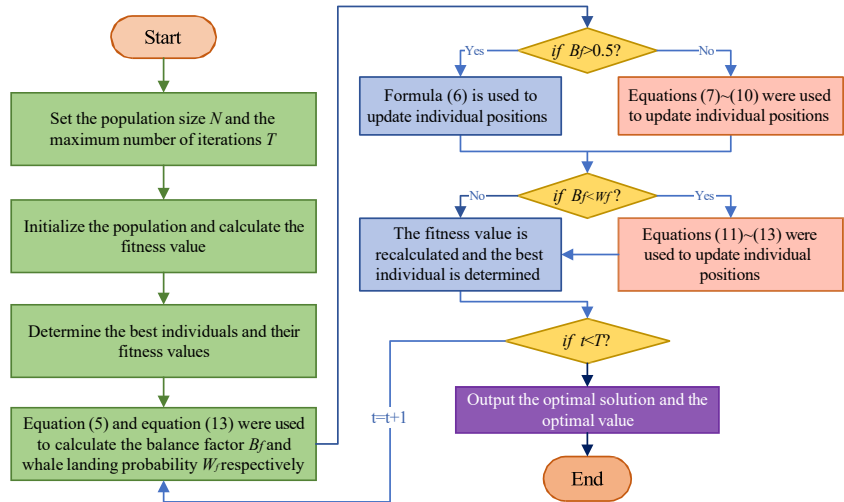 Start
Set the population size N and the
maximum number of iterations T
Initialize the population and calculate the
fitness value
Determine the best individuals and their
fitness values
Equation (5) and equation (13) were used
to calculate the balance factor Bf and
whale landing probability Wf respectively
if Bf>0.5?
Yes
No
Formula (6) is used to
update individual positions
Equations (7)~(10) were used
to update individual positions
if Bf<Wf?
No
Yes
The fitness value is
recalculated and the best
individual is determined
Equations (11)~(13) were
used to update individual
positions
if t<T?
t=t+1
Output the optimal solution and the
optimal value
End